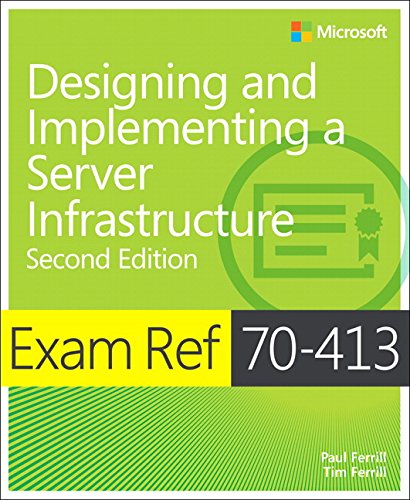 Microsoft
Designing and
Implementing a
Server
Infrastructure
Second Edition
Exam Ref 70-413
Paul Ferrill
Tim Ferrill